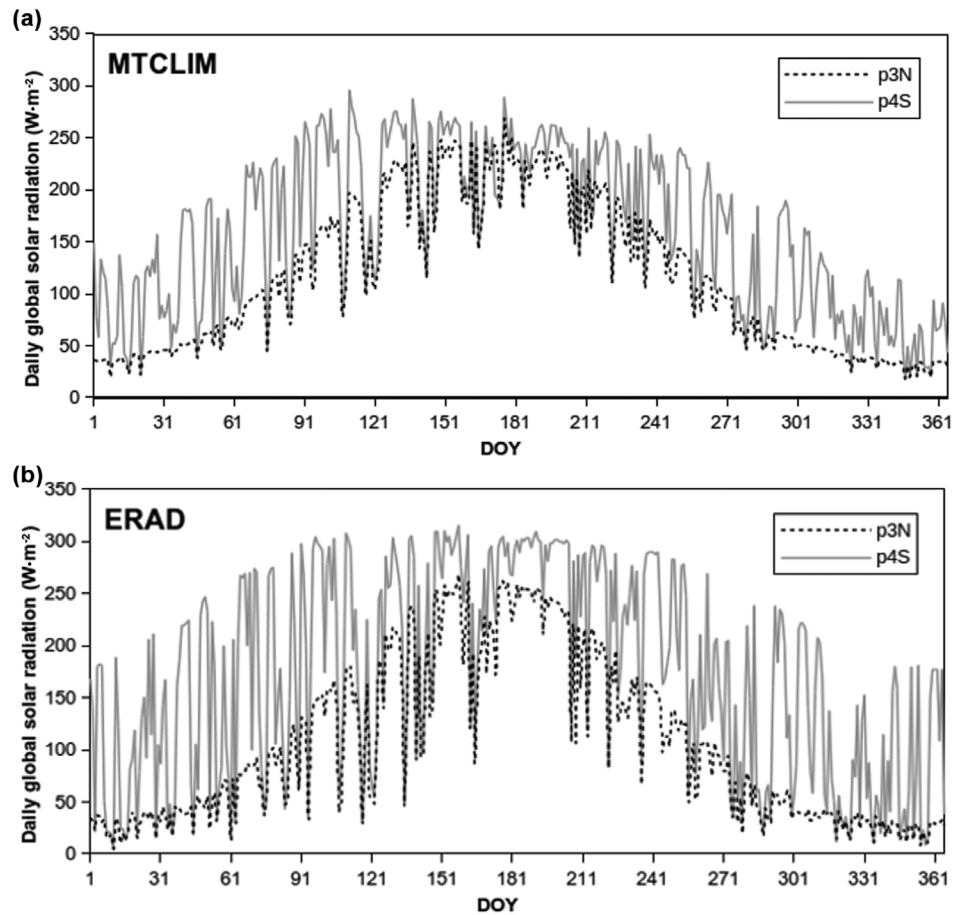 (a)
Daily global solar radiation (W·m⁻²)
350
300
250
200
150
100
50
0
MTCLIM
p3N
p4S
1 31 61 91 121 151 181 211 241 271 301 331 361
DOY
(b)
Daily global solar radiation (W·m⁻²)
350
300
250
200
150
100
50
0
ERAD
p3N
p4S
1 31 61 91 121 151 181 211 241 271 301 331 361
DOY